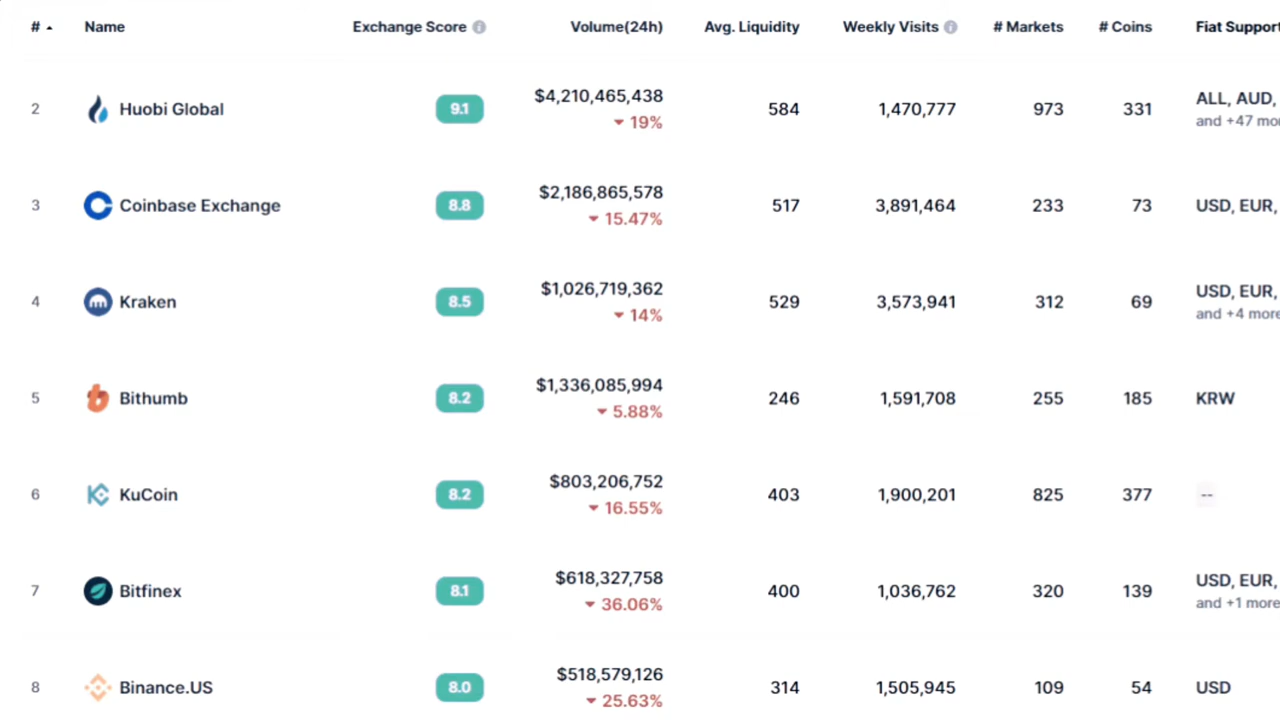 # Name Exchange Score Volume(24h) Avg. Liquidity Weekly Visits # Markets # Coins Fiat Support
2 Huobi Global 9.1 $4,210,465,438 584 1,470,777 973 331 ALL, AUD,
19% and +47 mo
3 Coinbase Exchange 8.8 $2,186,865,578 517 3,891,464 233 73 USD, EUR,
15.47%
4 Kraken 8.5 $1,026,719,362 529 3,573,941 312 69 USD, EUR,
14% and +4 more
5 Bithumb 8.2 $1,336,085,994 246 1,591,708 255 185 KRW
5.88%
6 KuCoin 8.2 $803,206,752 403 1,900,201 825 377 --
16.55%
7 Bitfinex 8.1 $618,327,758 400 1,036,762 320 139 USD, EUR,
36.06% and +1 more
8 Binance.US 8.0 $518,579,126 314 1,505,945 109 54 USD
25.63%